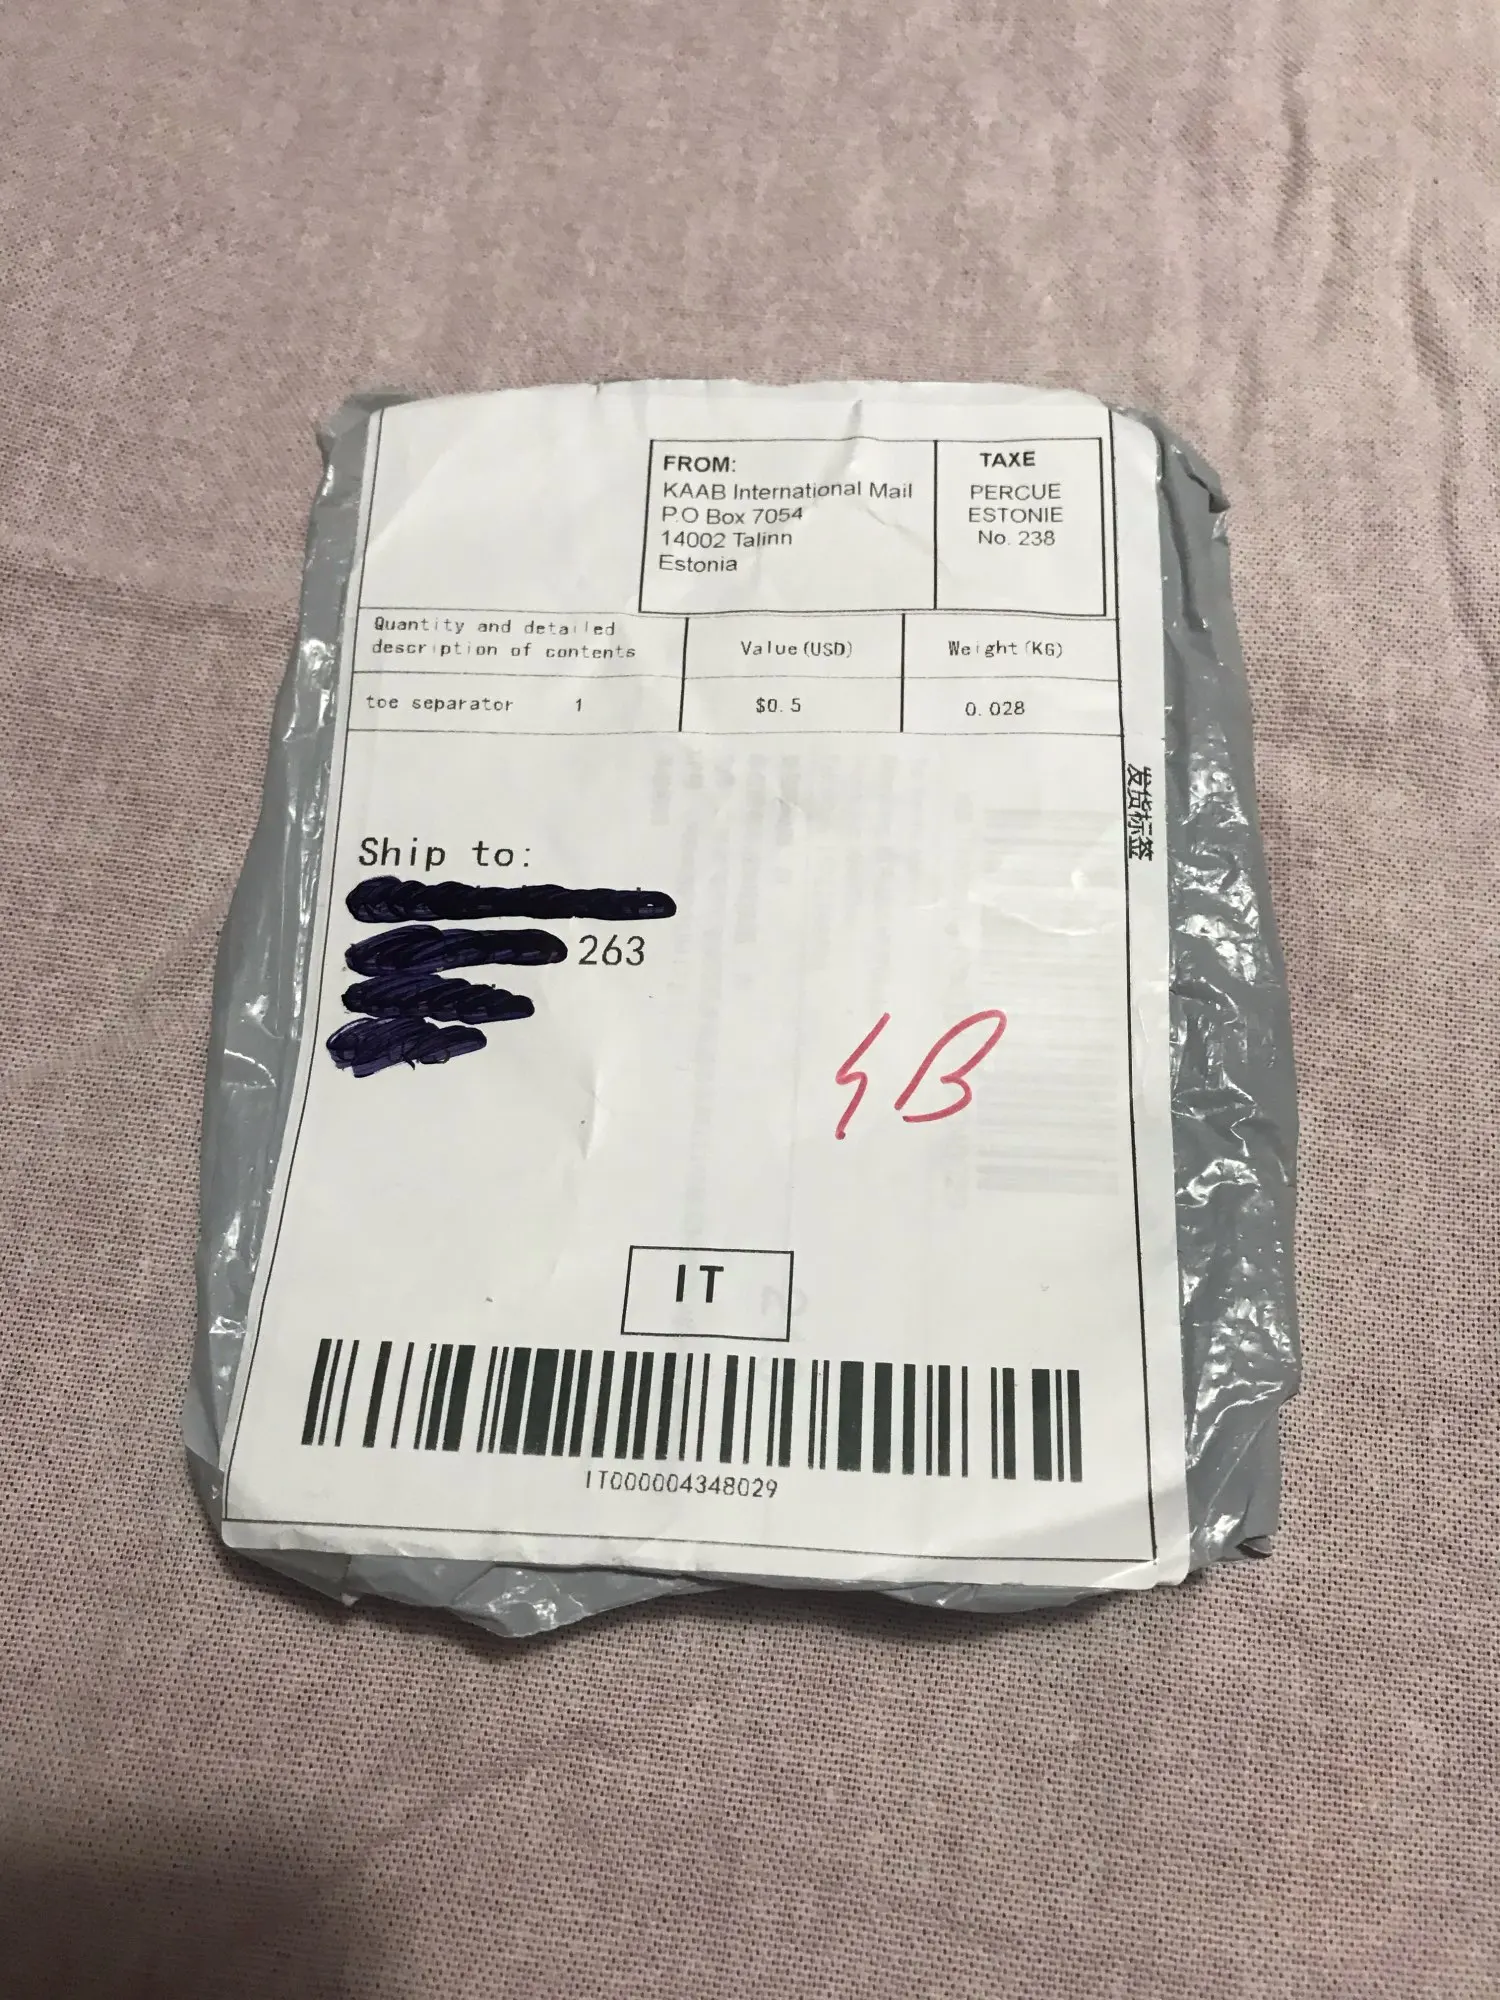 FROM:
KAAB International Mail
P.O Box 7054
14002 Talinn
Estonia
TAXE
PERCUE
ESTONIE
No. 238
Quantity and detailed
description of contents
Value (USD)
Weight (KG)
toe separator 1
$0.5
0.028
发货标签
Ship to:
263
IT
IT000004348029